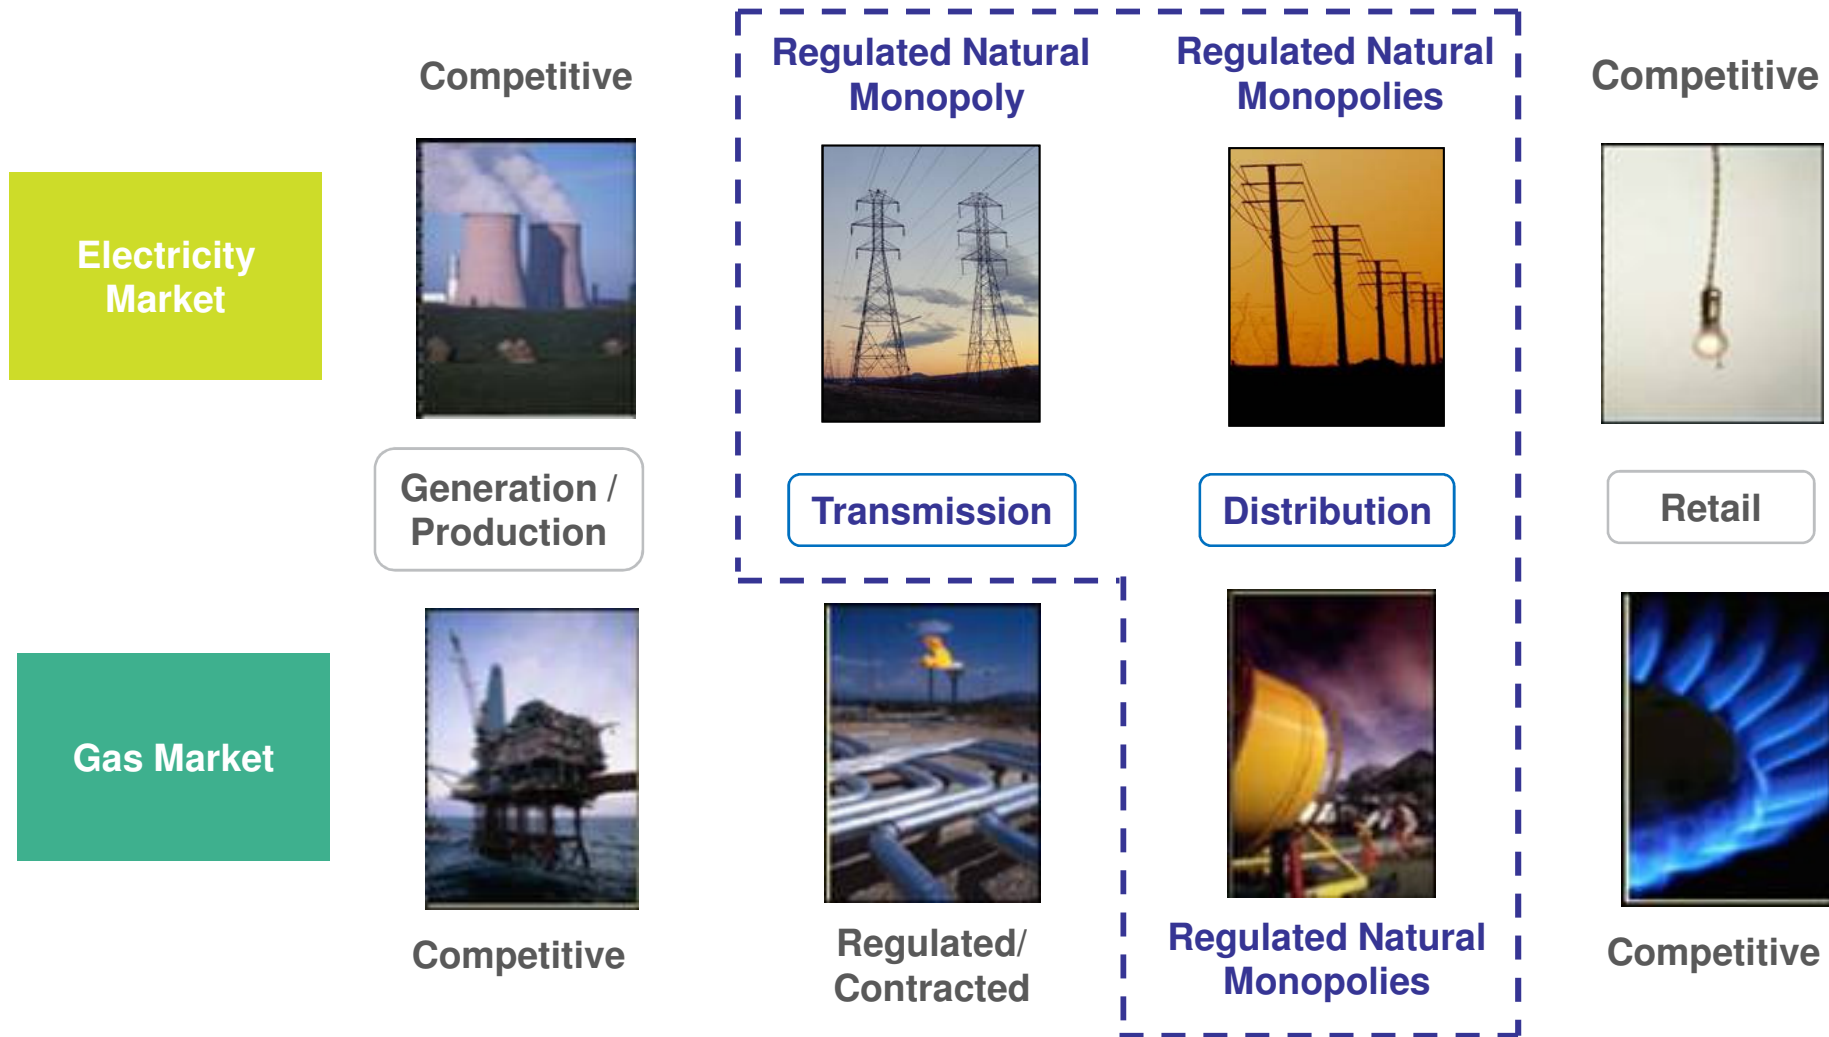 Competitive
Regulated Natural
Monopoly
Regulated Natural
Monopolies
Competitive
Electricity
Market
Generation /
Production
Transmission
Distribution
Retail
Gas Market
Competitive
Regulated/
Contracted
Regulated Natural
Monopolies
Competitive